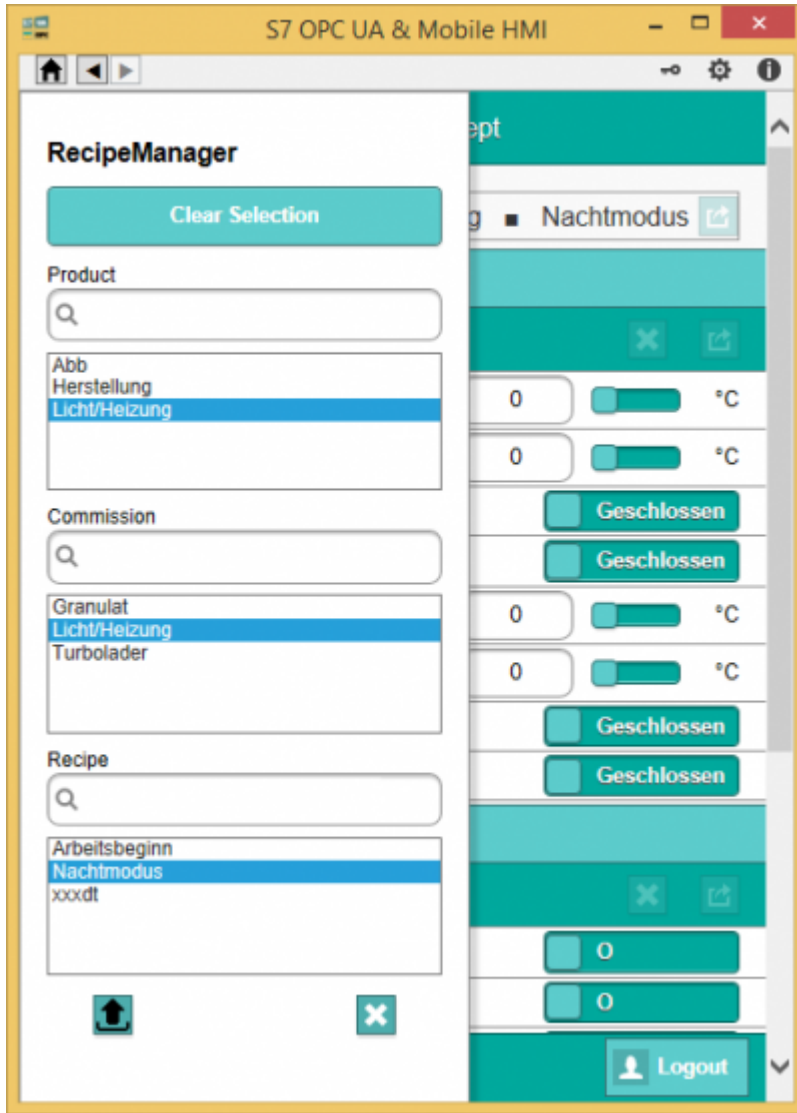 S7 OPC UA & Mobile HMI
ept
RecipeManager
Clear Selection
g ■ Nachtmodus
Product
Abb
Herstellung
Licht/Heizung
0 °C
0 °C
Commission
Geschlossen
Geschlossen
Granulat
Licht/Heizung
Turbolader
0 °C
0 °C
Geschlossen
Recipe
Geschlossen
Arbeitsbeginn
Nachtmodus
xxxdt
O
O
Logout